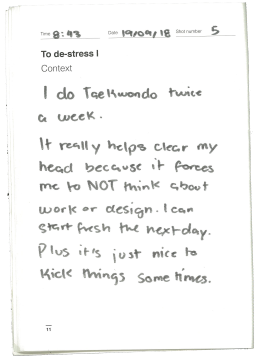 Time 8:43 Date 19/09/18 Shot number 5
To de-stress I
Context
I do Taekwondo twice
a week.
It really helps clear my
head because it forces
me to NOT think about
work or design. I can
start fresh the next day.
Plus it's just nice to
kick things sometimes.
11